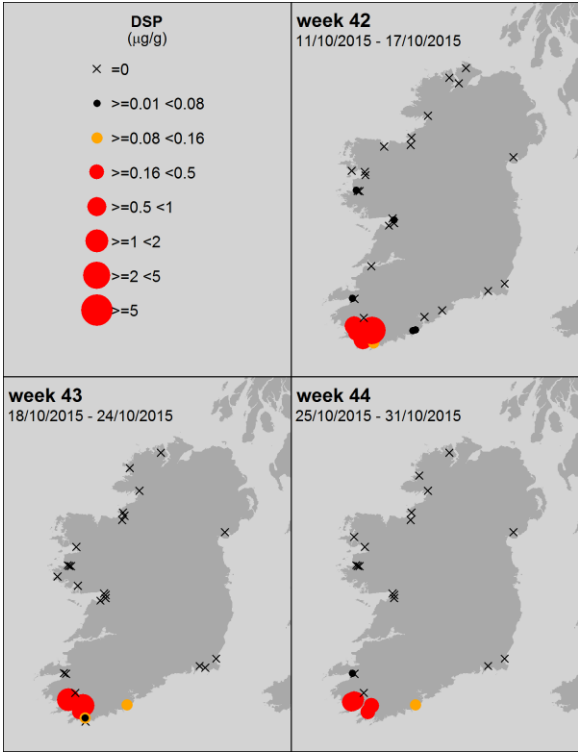 DSP
(µg/g)
=0
>=0.01 <0.08
>=0.08 <0.16
>=0.16 <0.5
>=0.5 <1
>=1 <2
>=2 <5
>=5
week 42
11/10/2015 - 17/10/2015
week 43
18/10/2015 - 24/10/2015
week 44
25/10/2015 - 31/10/2015